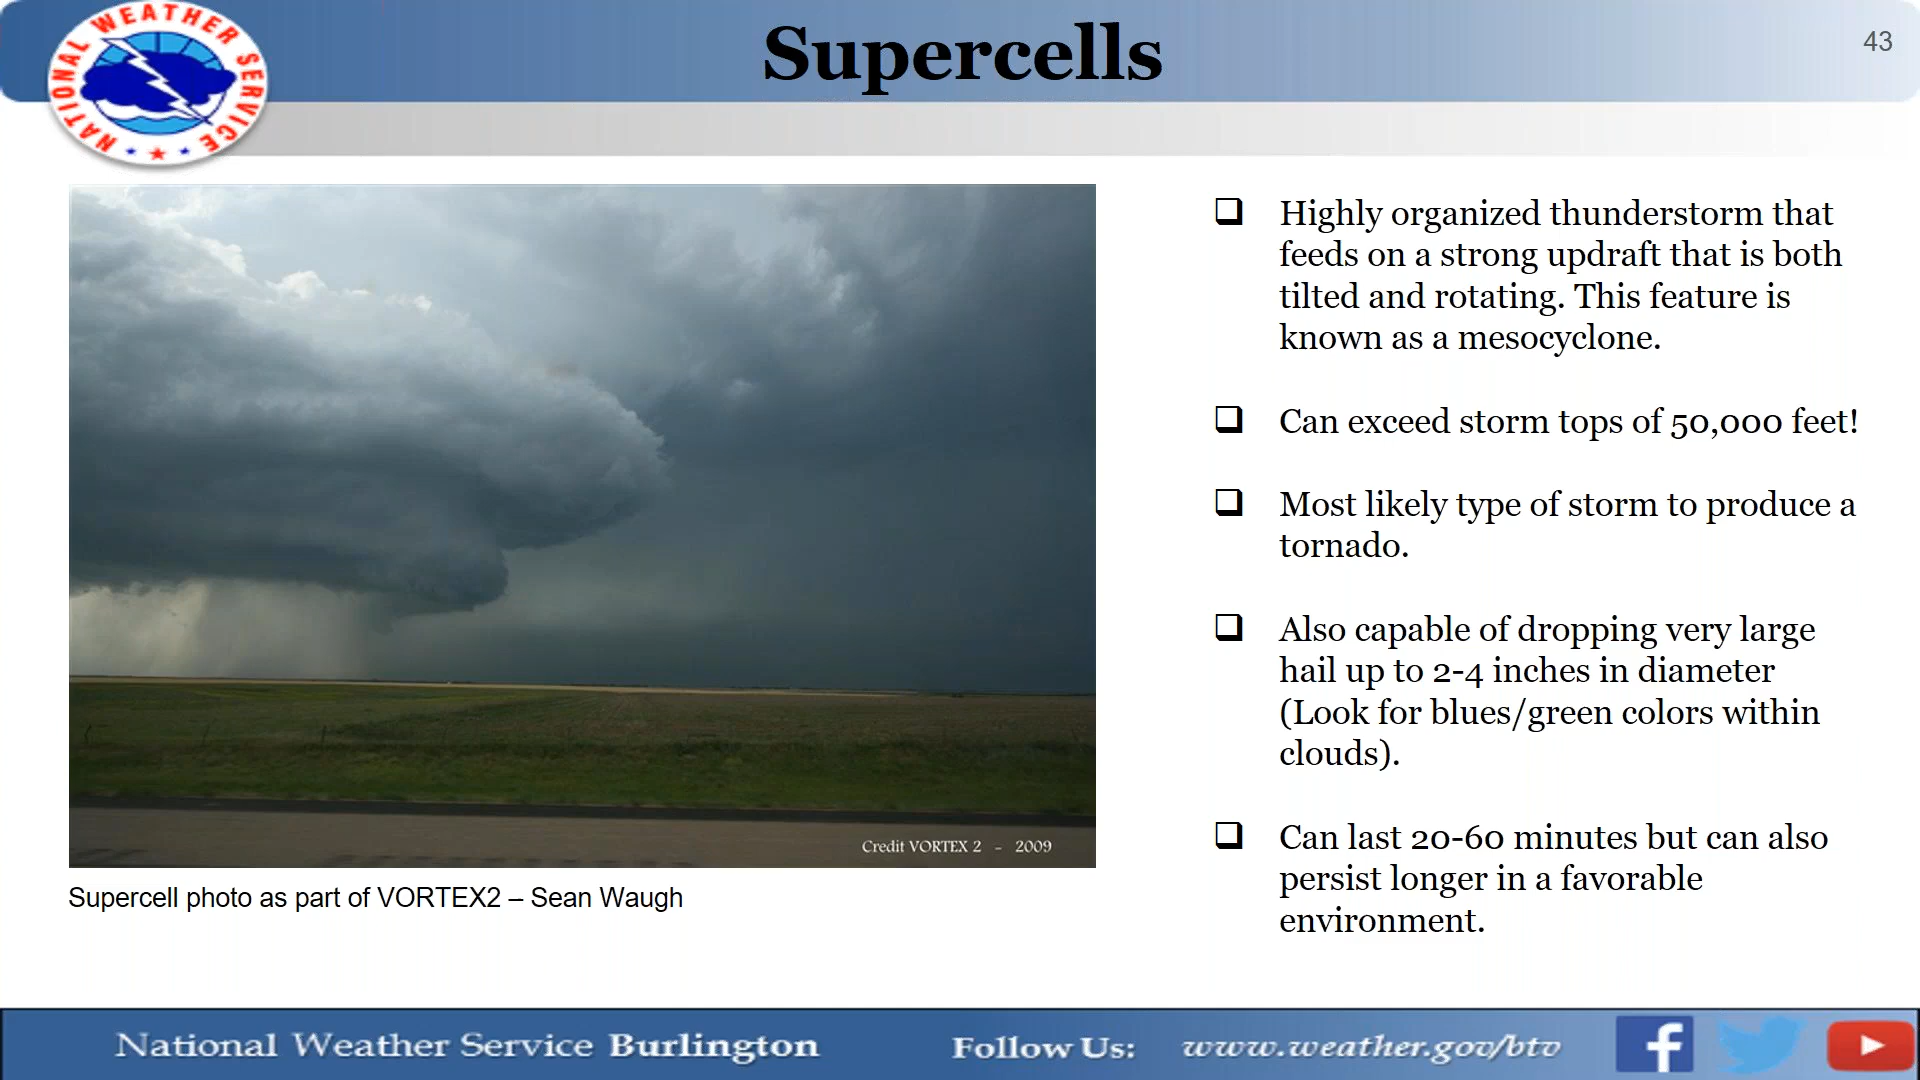 NATIONAL WEATHER SERVICE
Supercells
43
Credit VORTEX 2 - 2009
Supercell photo as part of VORTEX2 – Sean Waugh
❑ Highly organized thunderstorm that
feeds on a strong updraft that is both
tilted and rotating. This feature is
known as a mesocyclone.
❑ Can exceed storm tops of 50,000 feet!
❑ Most likely type of storm to produce a
tornado.
❑ Also capable of dropping very large
hail up to 2-4 inches in diameter
(Look for blues/green colors within
clouds).
❑ Can last 20-60 minutes but can also
persist longer in a favorable
environment.
National Weather Service Burlington
Follow Us: www.weather.gov/btv